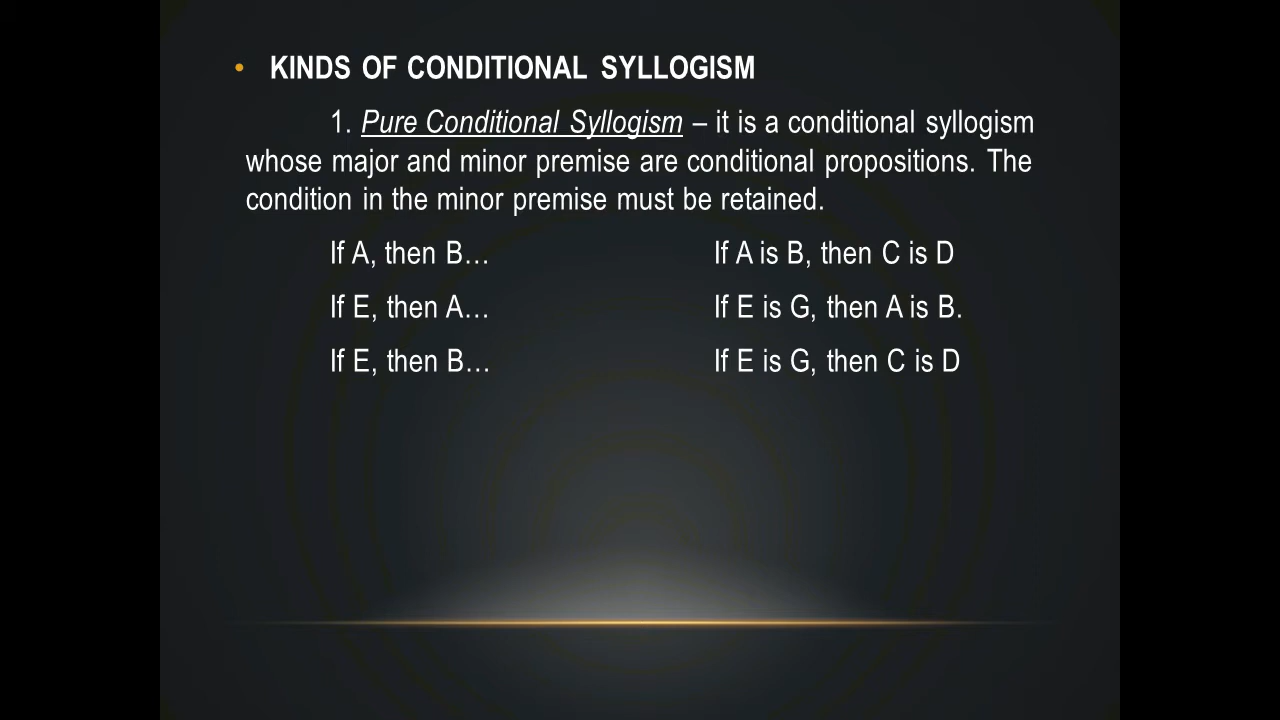 • KINDS OF CONDITIONAL SYLLOGISM
1. Pure Conditional Syllogism – it is a conditional syllogism
whose major and minor premise are conditional propositions. The
condition in the minor premise must be retained.
If A, then B… If A is B, then C is D
If E, then A… If E is G, then A is B.
If E, then B… If E is G, then C is D